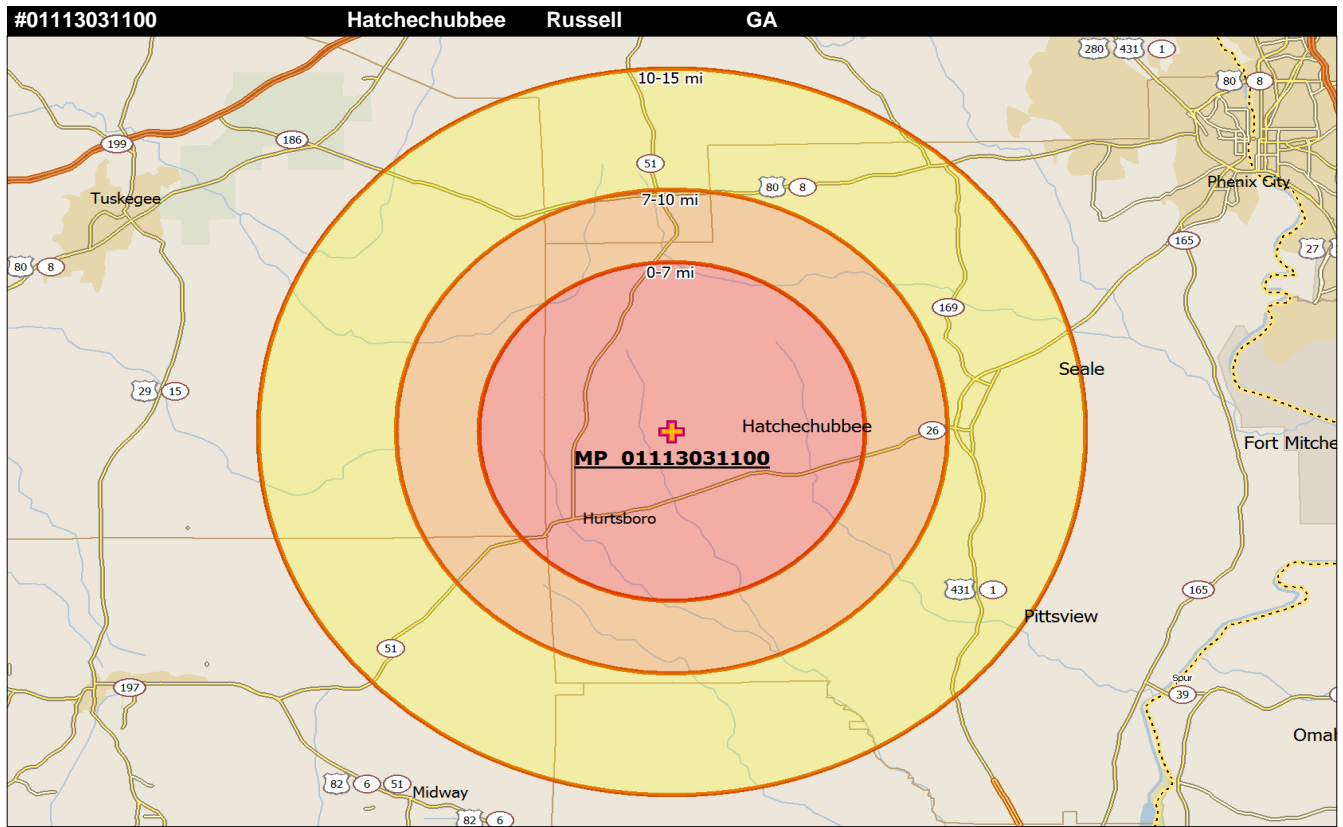 #01113031100 Hatchechubbee Russell GA
280 431 1
10-15 mi
80 8
199
186
51
Tuskegee
80 8
Phenix City
7-10 mi
165
27
80 8
0-7 mi
169
Seale
29 15
Hatchechubbee
26
Fort Mitche
MP 01113031100
Hurtsboro
431 1
165
Pittsview
51
Spur
197
39
Omal
82 6 51
Midway
82 6